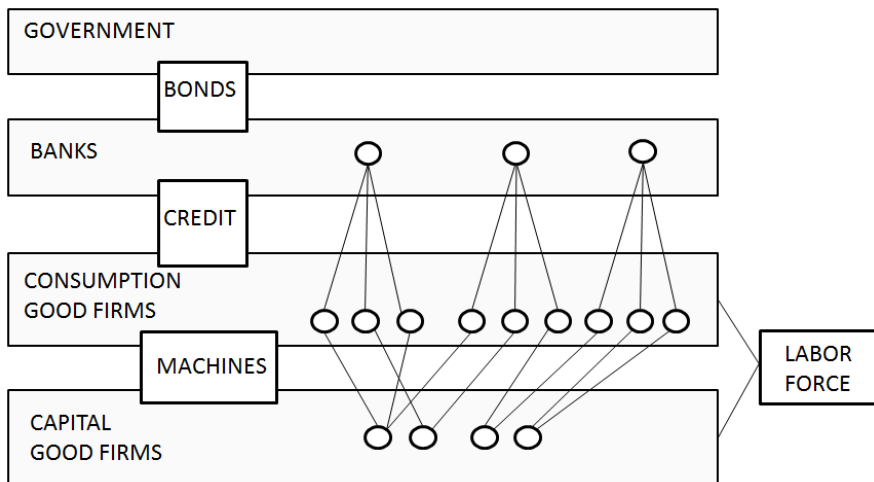 GOVERNMENT
BONDS
BANKS
CREDIT
CONSUMPTION
GOOD FIRMS
MACHINES
LABOR
FORCE
CAPITAL
GOOD FIRMS